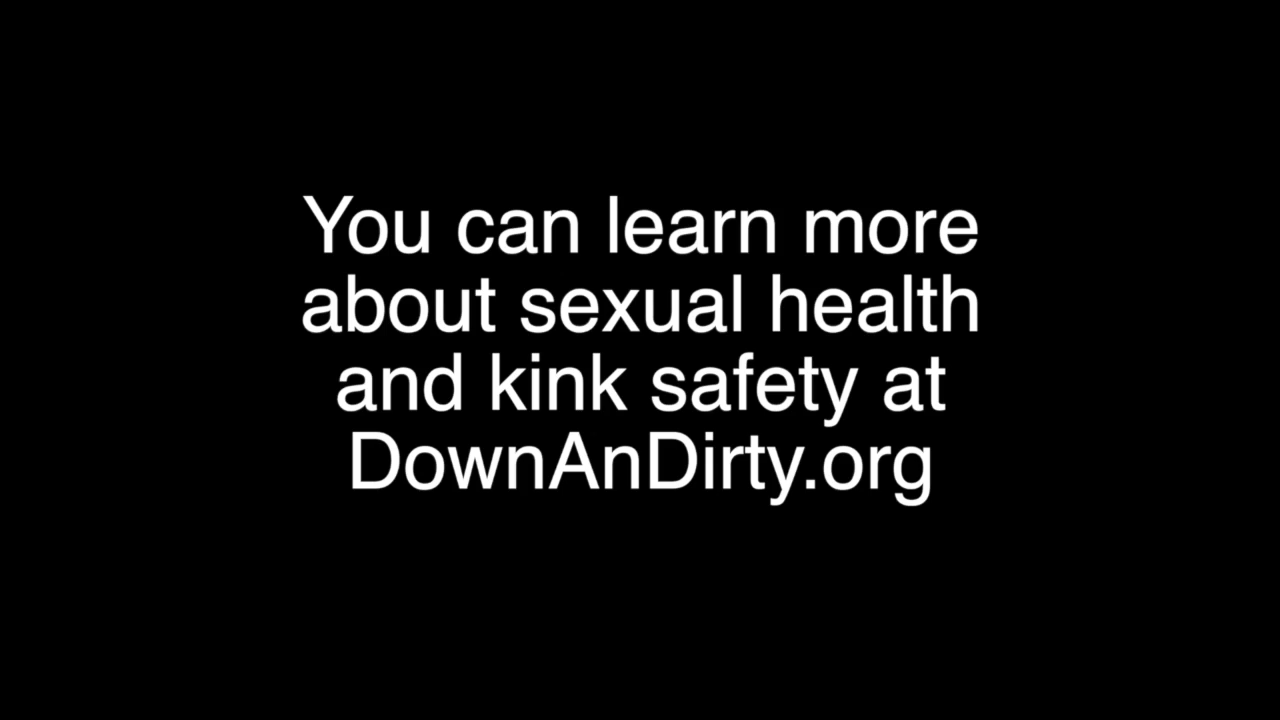 You can learn more
about sexual health
and kink safety at
DownAnDirty.org